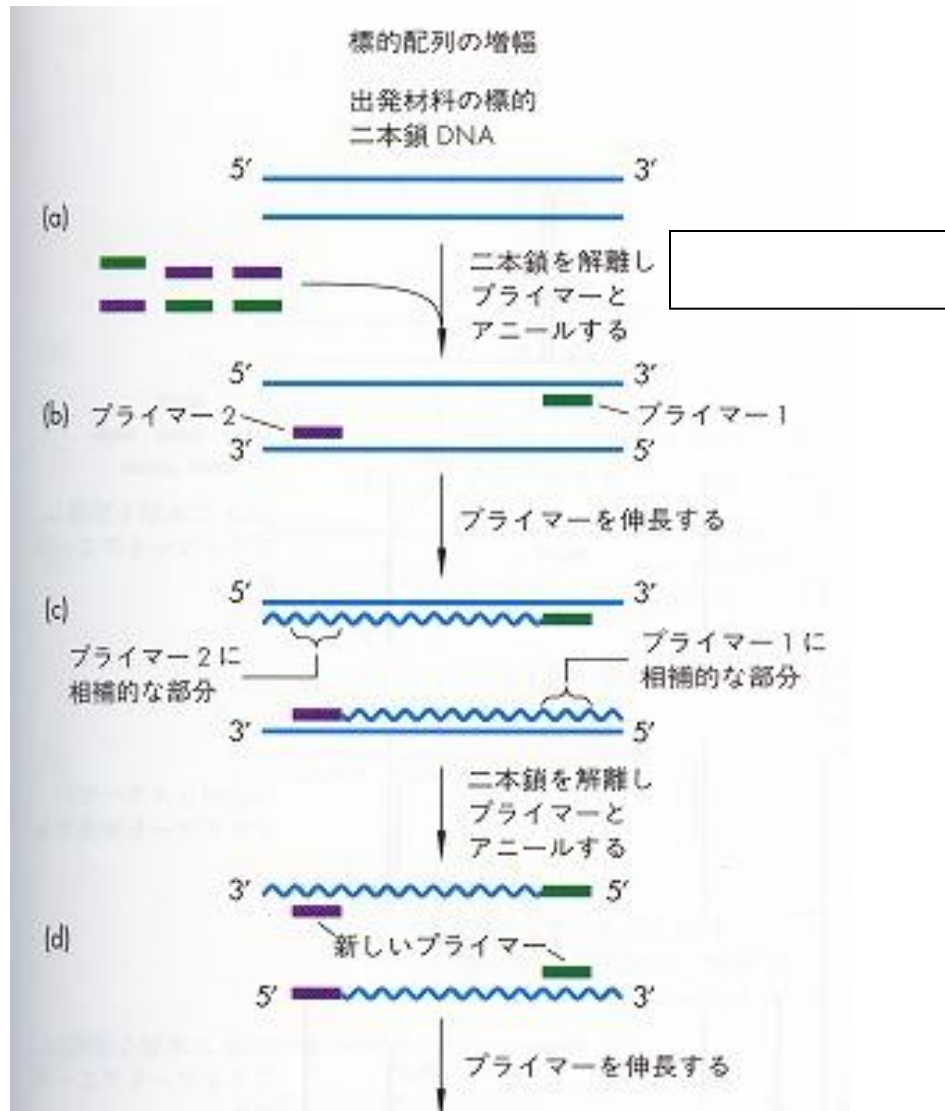 標的配列の増幅
出発材料の標的
二本鎖 DNA
5′ 3′
(a)
二本鎖を解離し
プライマーと
アニールする
5′ 3′
(b) プライマー 2 プライマー 1
3′ 5′
プライマーを伸長する
5′ 3′
(c)
プライマー 2 に
相補的な部分
プライマー 1 に
相補的な部分
3′ 5′
二本鎖を解離し
プライマーと
アニールする
3′ 5′
(d) 新しいプライマー
5′ 3′
プライマーを伸長する